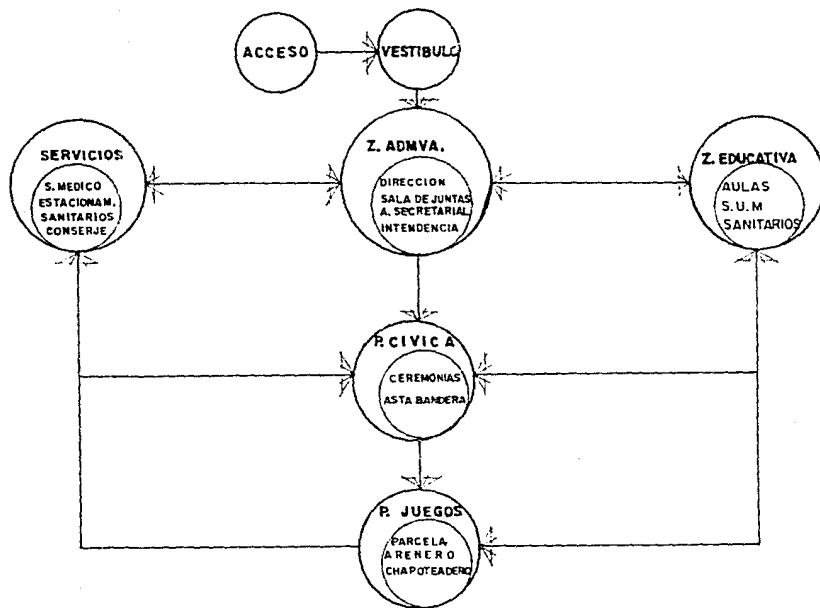 ACCESO
VESTIBULO
SERVICIOS
S. MEDICO
ESTACIONAM.
SANITARIOS
CONSERJE
Z. ADMVA.
DIRECCION
SALA DE JUNTAS
A. SECRETARIAL
INTENDENCIA
Z. EDUCATIVA
AULAS
S.U.M
SANITARIOS
P. CIVICA
CEREMONIAS
ASTA BANDERA
P. JUEGOS
PARCELA
ARENERO
CHAPOTEADERO